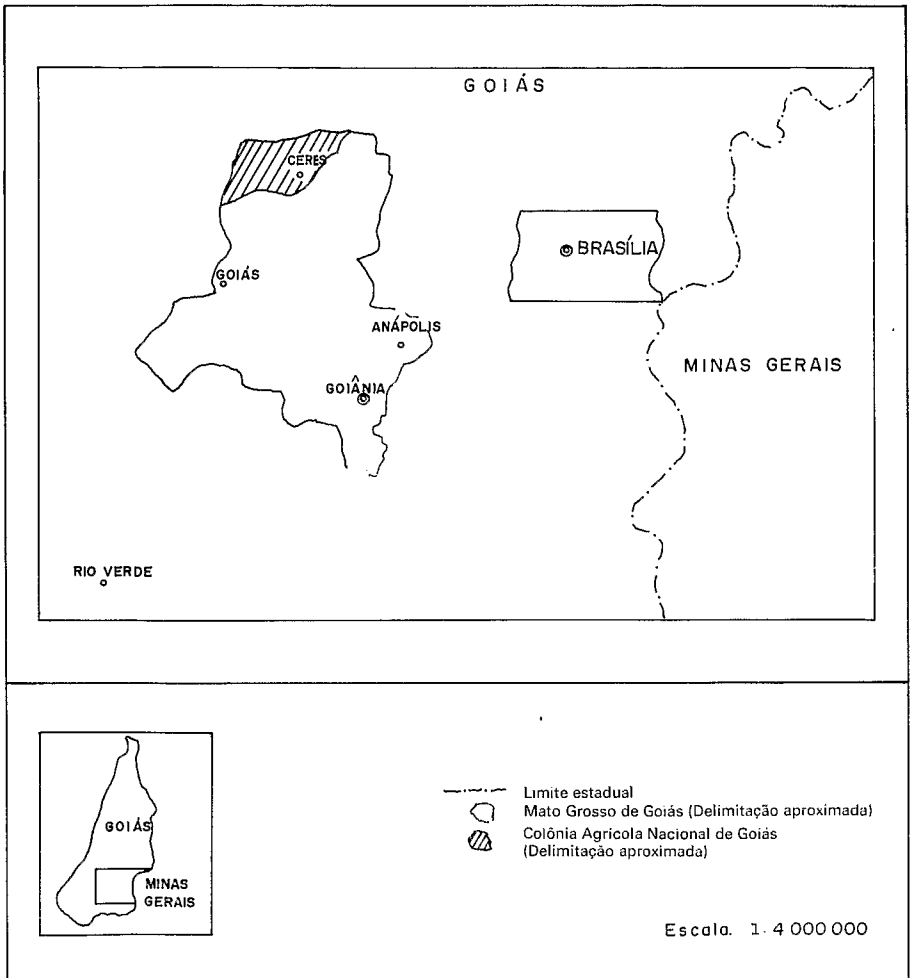 GOIÁS
CERES
BRASÍLIA
GOIÁS
ANÁPOLIS
MINAS GERAIS
GOIÂNIA
RIO VERDE
GOIÁS
MINAS
GERAIS
Limite estadual
Mato Grosso de Goiás (Delimitação aproximada)
Colônia Agrícola Nacional de Goiás
(Delimitação aproximada)
Escala. 1.4 000 000